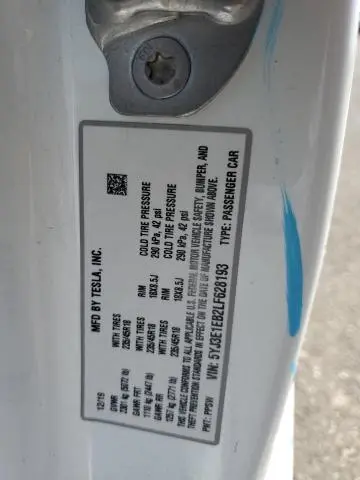 MFD BY TESLA, INC.
12/19
GVWR
2301 kg (5072 lb)
WITH TIRES
235/45R18
RIM
18X8.5J
COLD TIRE PRESSURE
290 kPa, 42 psi
GAWR FRT
1110 kg (2447 lb)
WITH TIRES
235/45R18
RIM
18X8.5J
COLD TIRE PRESSURE
290 kPa, 42 psi
GAWR RR
1257 kg (2771 lb)
THIS VEHICLE CONFORMS TO ALL APPLICABLE U.S. FEDERAL MOTOR VEHICLE SAFETY, BUMPER, AND
THEFT PREVENTION STANDARDS IN EFFECT ON THE DATE OF MANUFACTURE SHOWN ABOVE.
VIN: 5YJ3E1EB2LF628193
TYPE: PASSENGER CAR
PNT: PPSW